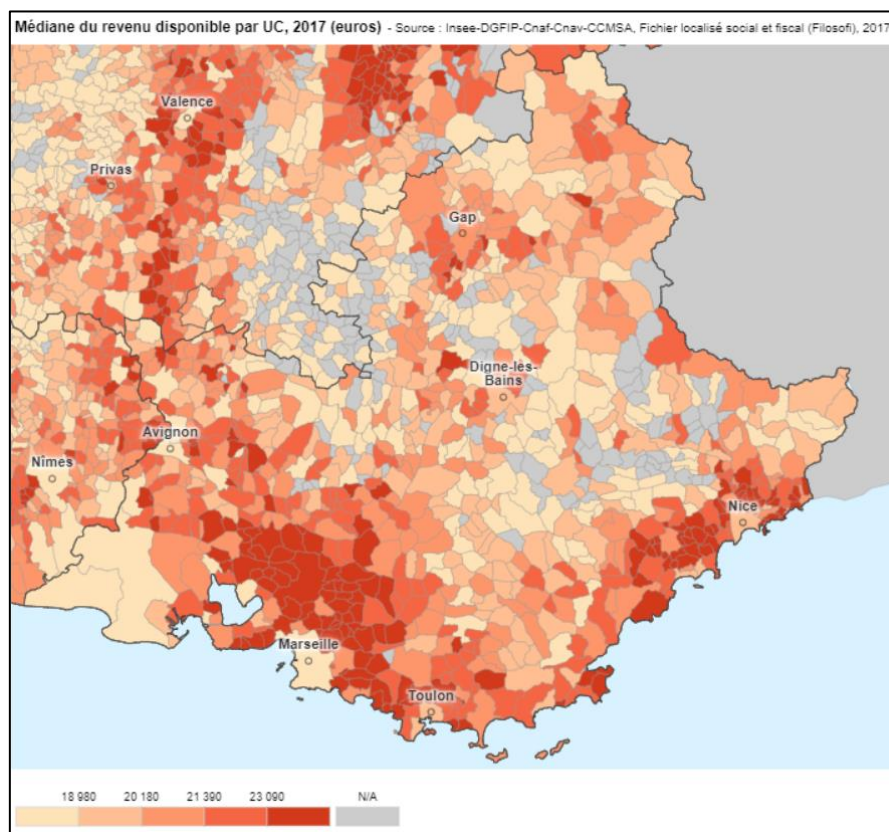 Médiane du revenu disponible par UC, 2017 (euros) - Source : Insee-DGFIP-Cnaf-Cnav-CCMSA, Fichier localisé social et fiscal (Filosofi), 2017
Valence
Privas
Gap
Digne-les-
Bains
Avignon
Nîmes
Nice
Marseille
Toulon
18 980 20 180 21 390 23 090 N/A